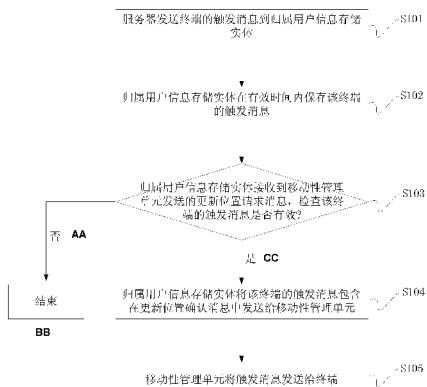 服务器发送终端的触发消息到归属用户信息存储
实体
S101
归属用户信息存储实体在有效时间内保存该终端
的触发消息
S102
归属用户信息存储实体接收到移动性管理
单元发送的更新位置请求消息，检查该终
端的触发消息是否有效？
S103
否 AA
是 CC
结束
BB
归属用户信息存储实体将该终端的触发消息包含
在更新位置确认消息中发送给移动性管理单元
S104
移动性管理单元将触发消息发送给终端
S105